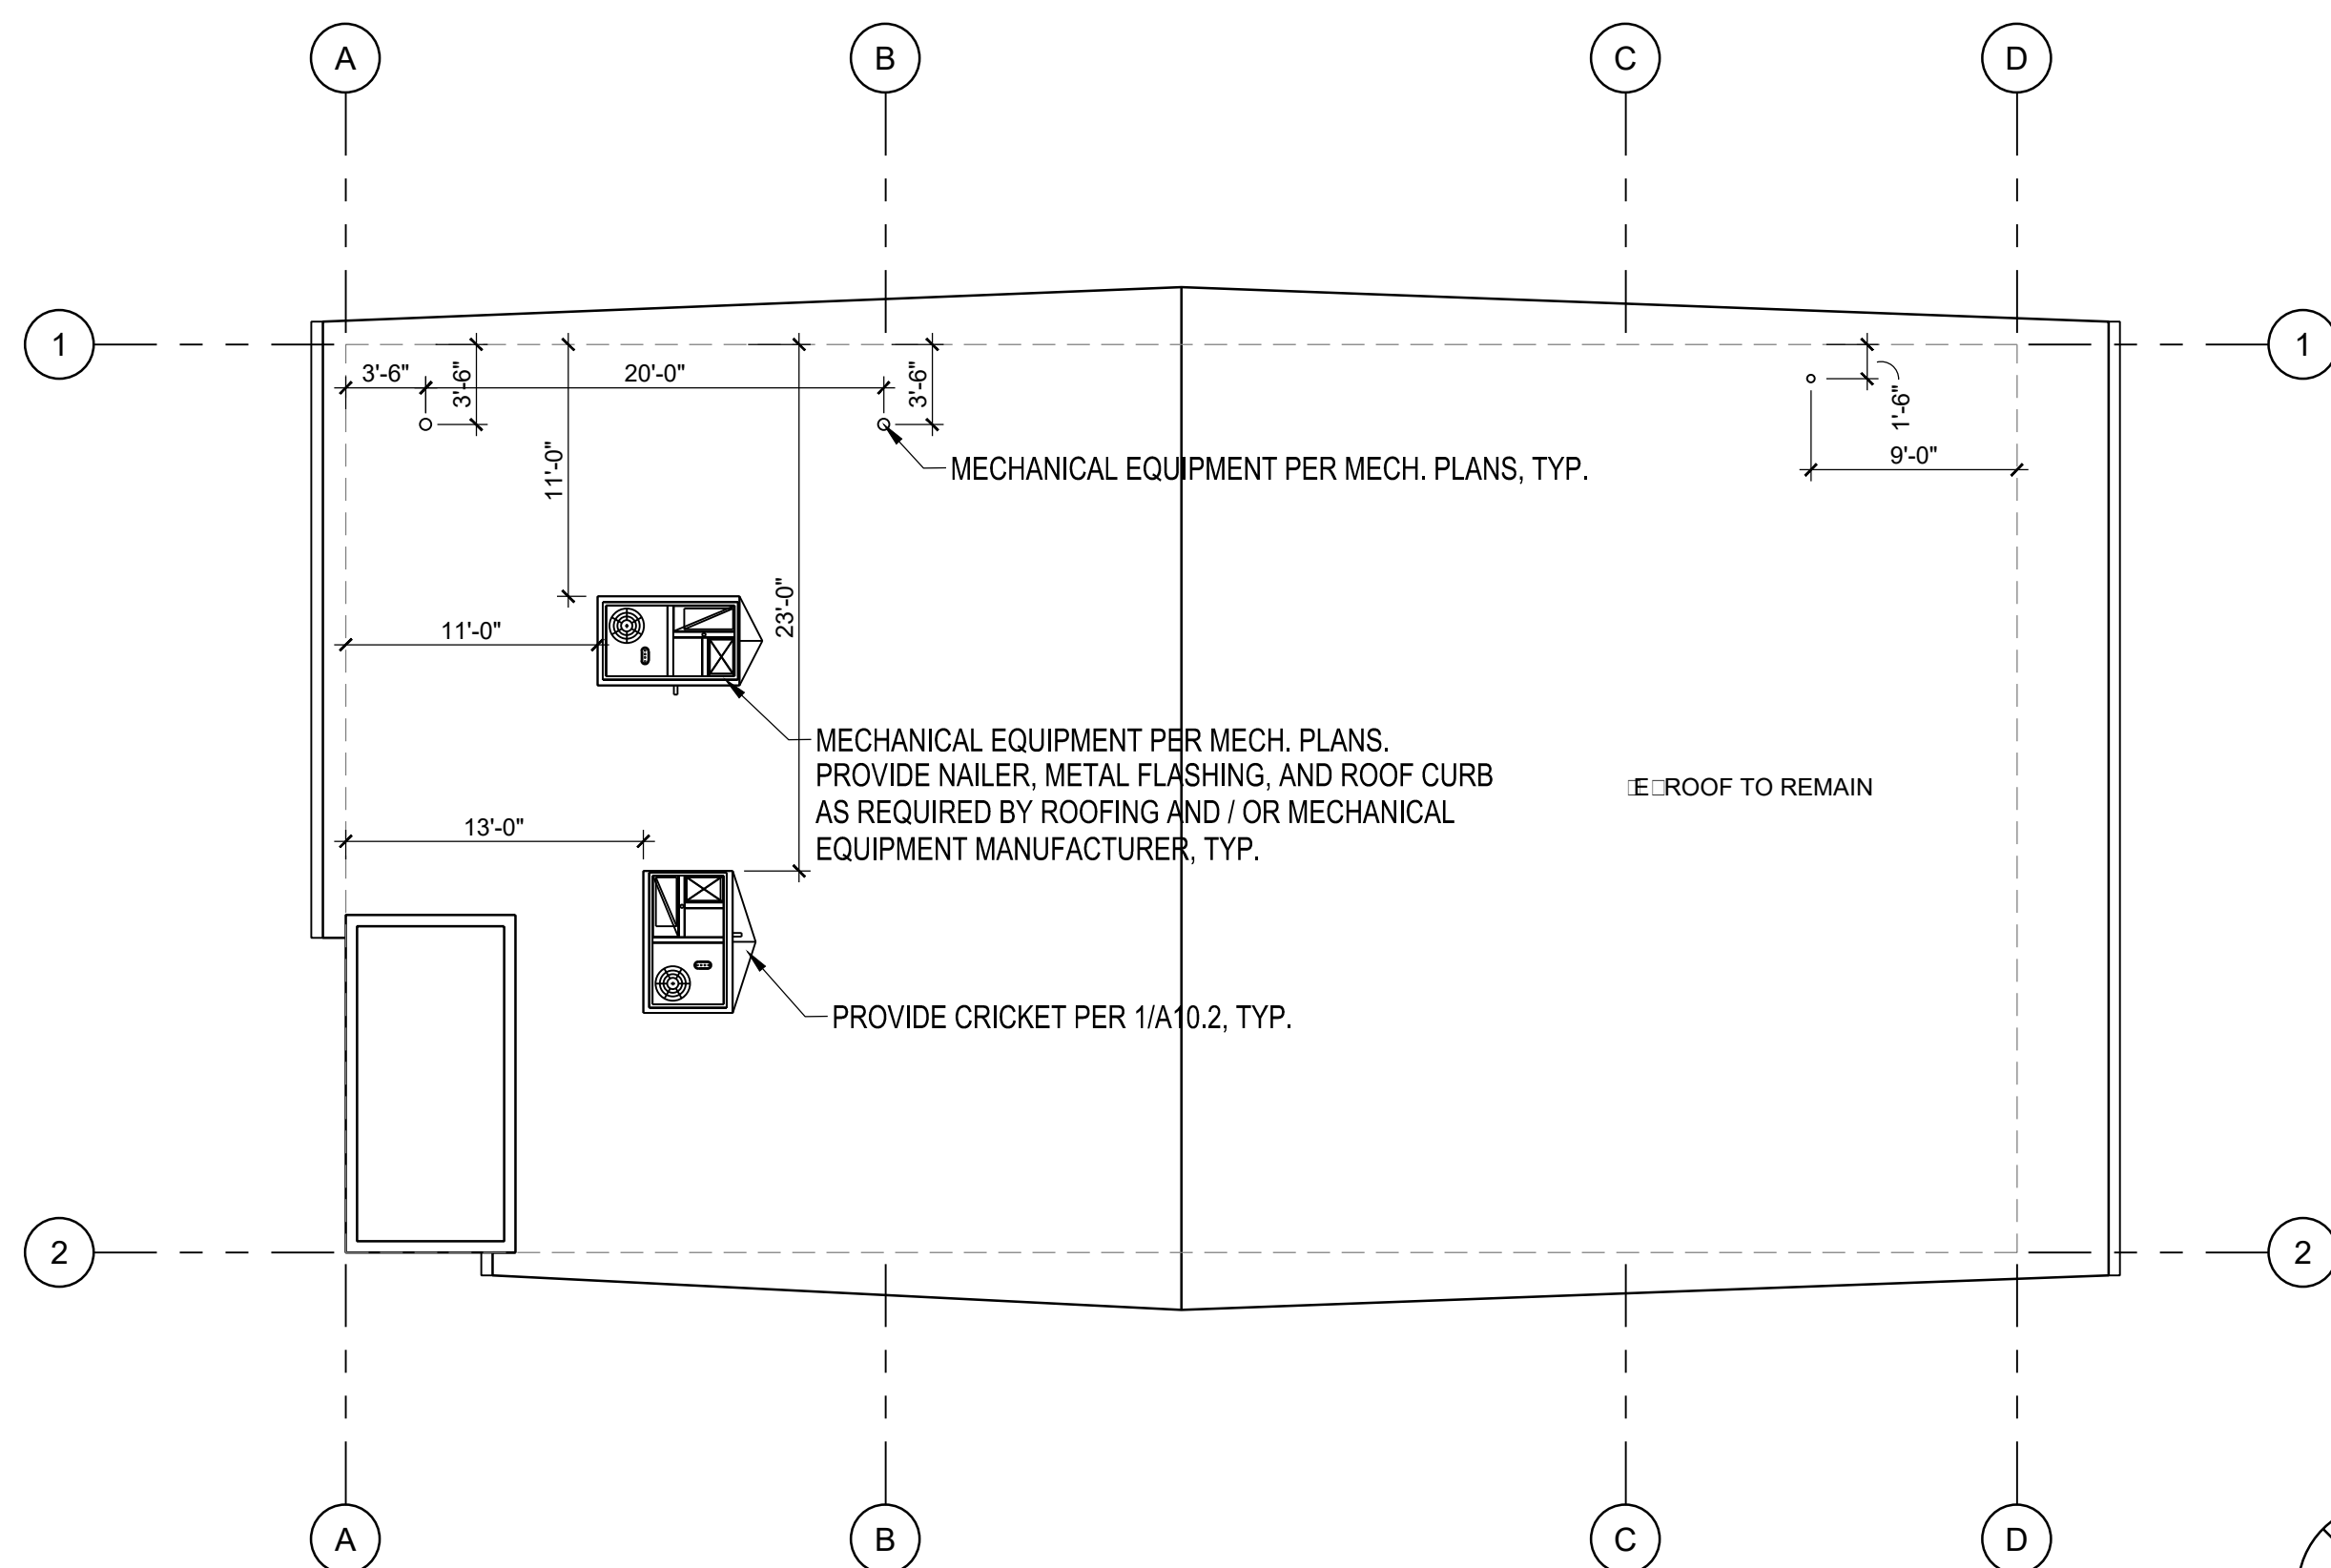 A
B
C
D
1
1
3'-6"
3'-6"
20'-0"
3'-6"
1'-6"
11'-0"
9'-0"
MECHANICAL EQUIPMENT PER MECH. PLANS, TYP.
11'-0"
23'-0"
MECHANICAL EQUIPMENT PER MECH. PLANS.
PROVIDE NAILER, METAL FLASHING, AND ROOF CURB
AS REQUIRED BY ROOFING AND / OR MECHANICAL
EQUIPMENT MANUFACTURER, TYP.
□E□ROOF TO REMAIN
13'-0"
PROVIDE CRICKET PER 1/A10.2, TYP.
2
2
A
B
C
D